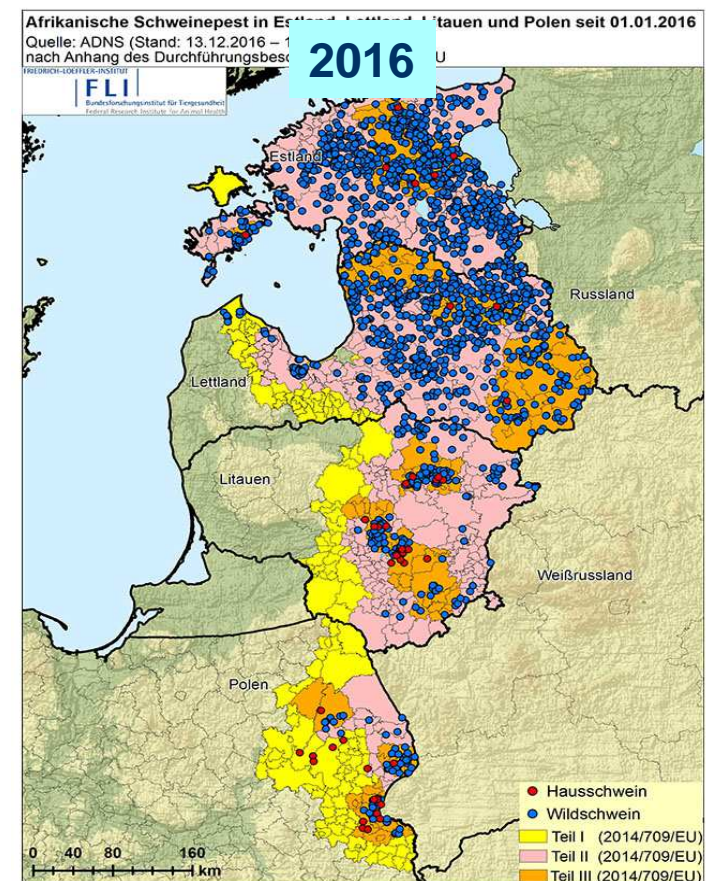 Afrikanische Schweinepest in Estland, Lettland, Litauen und Polen seit 01.01.2016
Quelle: ADNS (Stand: 13.12.2016 –
nach Anhang des
2016
FRIEDRICH-LOEFFLER-INSTITUT
FLI
Bundesforschungsinstitut für Tiergesundheit
Federal Research Institute for Animal Health
Estland
Russland
Lettland
Litauen
Weißrussland
Polen
Hausschwein
Wildschwein
Teil I (2014/709/EU)
Teil II (2014/709/EU)
Teil III (2014/709/EU)
0 40 80 160
km